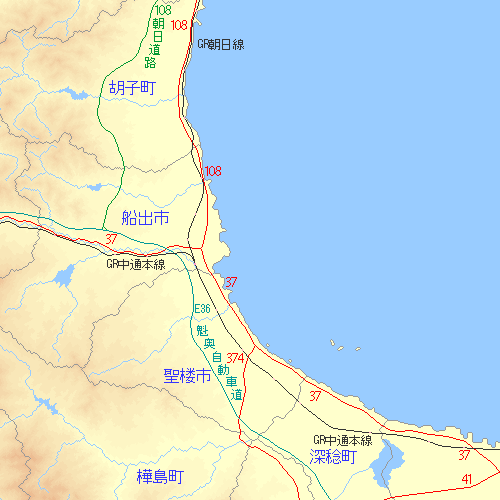 108
朝日道路
108
GR朝日線
胡子町
108
船出市
37
GR中通本線
37
E36
魁奥自動車道
374
聖楼市
37
GR中通本線
深稔町
37
樺島町
41